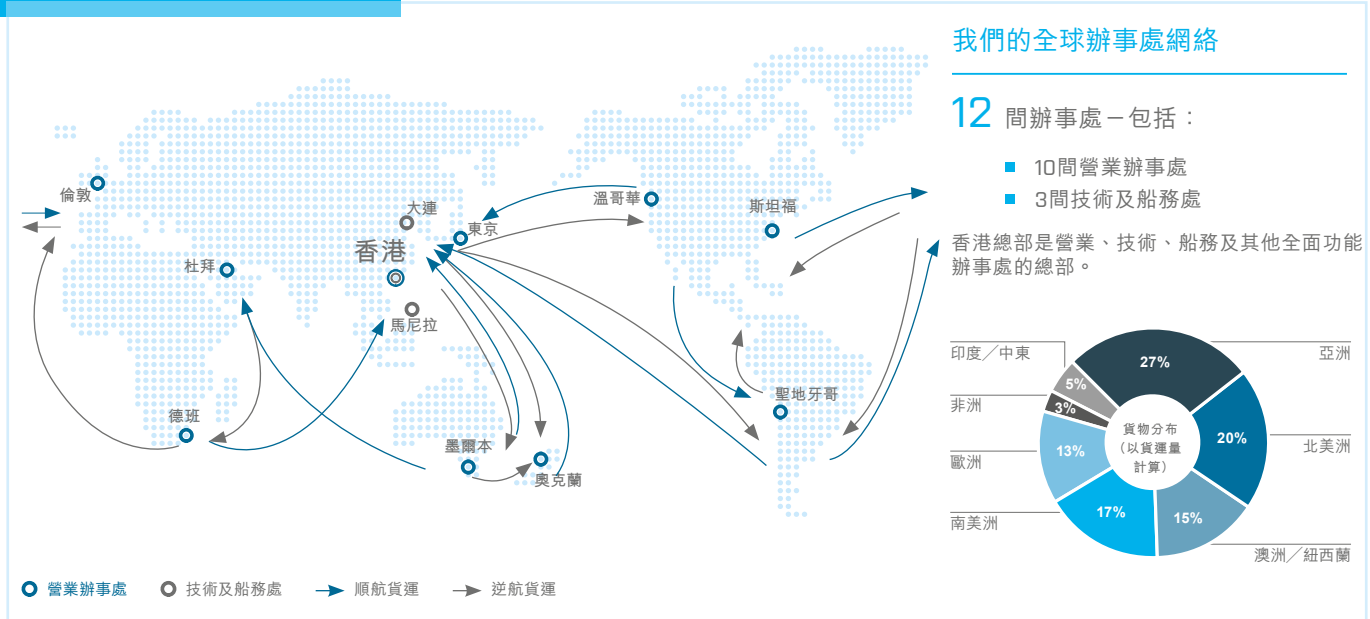 我們的全球辦事處網絡
12 間辦事處－包括：
10間營業辦事處
3間技術及船務處
香港總部是營業、技術、船務及其他全面功能
辦事處的總部。
倫敦
杜拜
德班
大連
香港
東京
馬尼拉
墨爾本
奧克蘭
溫哥華
斯坦福
聖地牙哥
印度／中東
非洲
歐洲
南美洲
亞洲
北美洲
澳洲／紐西蘭
27%
20%
15%
17%
13%
3%
5%
貨物分布
（以貨運量
計算）
營業辦事處
技術及船務處
順航貨運
逆航貨運